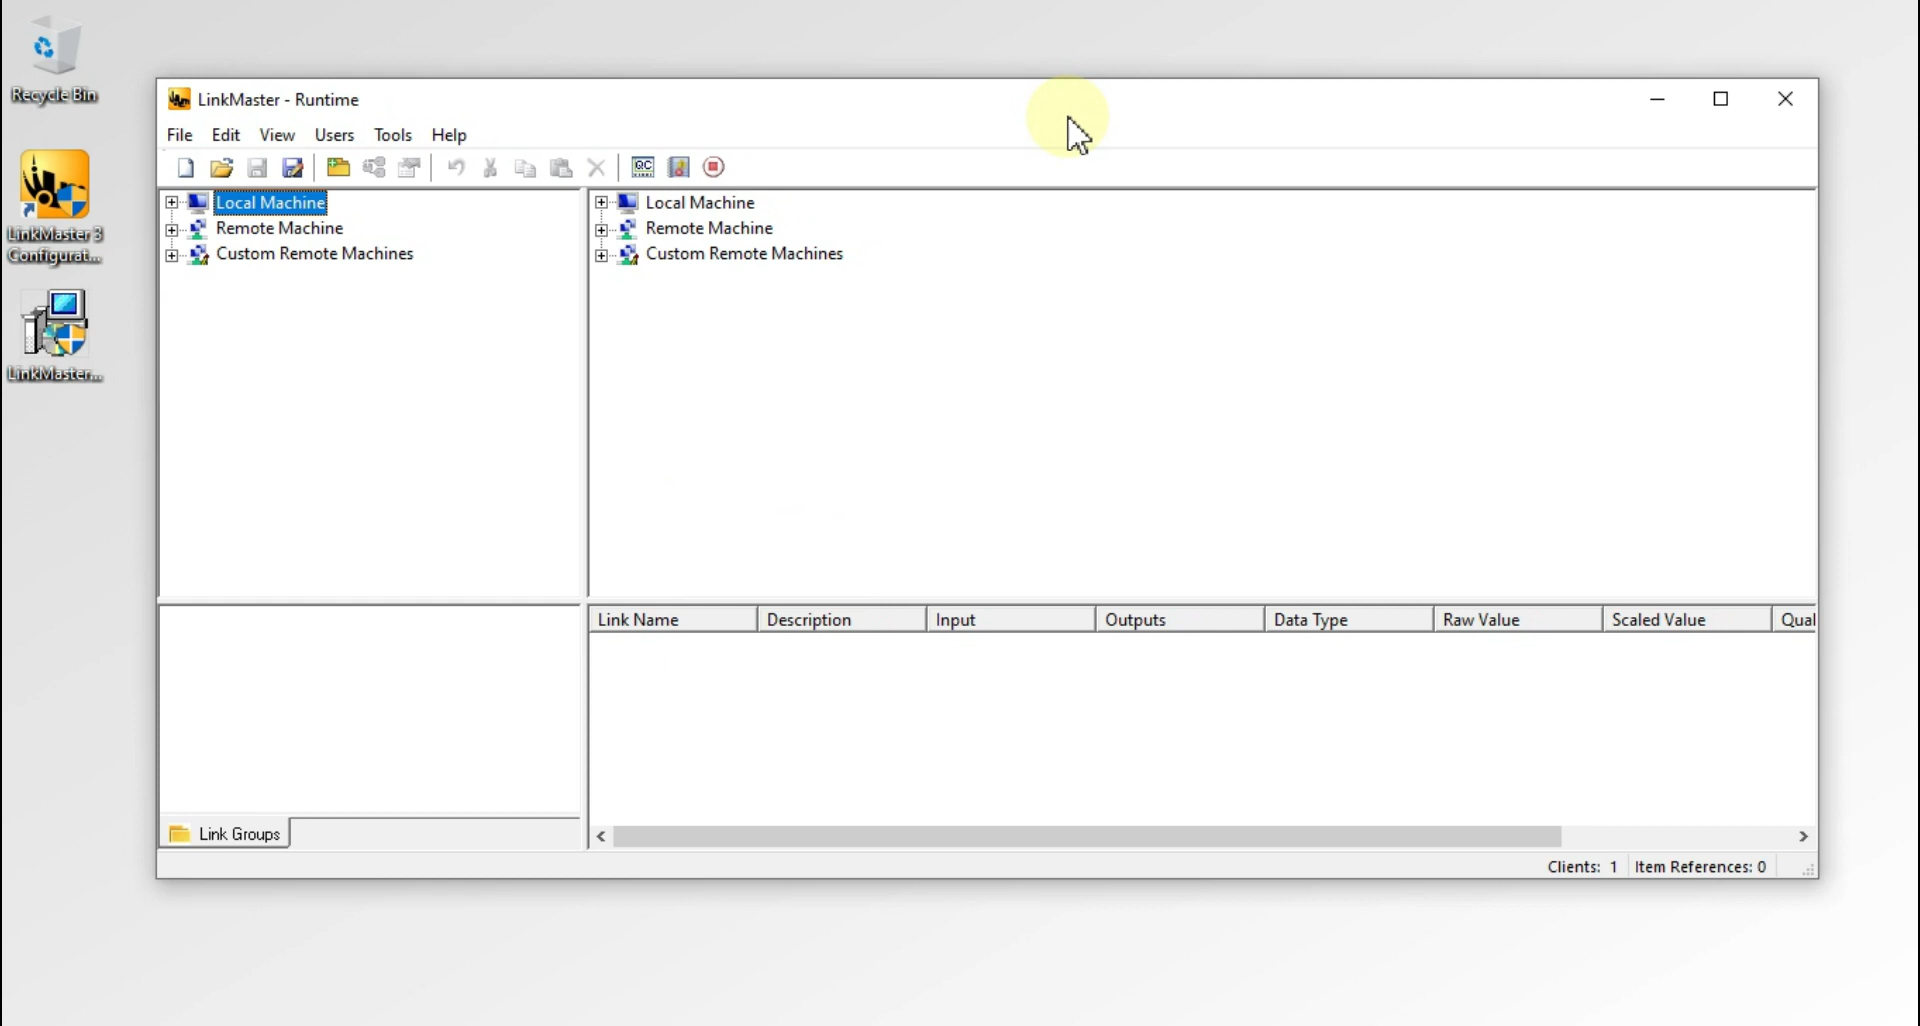 Recycle Bin
LinkMaster 3
Configurat...
LinkMaster...
LinkMaster - Runtime
File Edit View Users Tools Help
QC
Local Machine
Remote Machine
Custom Remote Machines
Local Machine
Remote Machine
Custom Remote Machines
Link Groups
Link Name Description Input Outputs Data Type Raw Value Scaled Value Qual
Clients: 1 Item References: 0